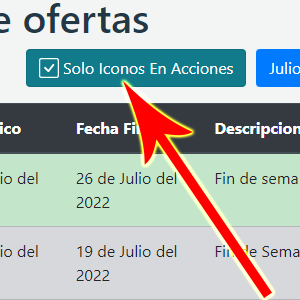 e ofertas
Solo Iconos En Acciones Julio
ico Fecha Fi Descripcion
io del 26 de Julio del Fin de sema
2022
io del 19 de Julio del Fin de Sema
2022